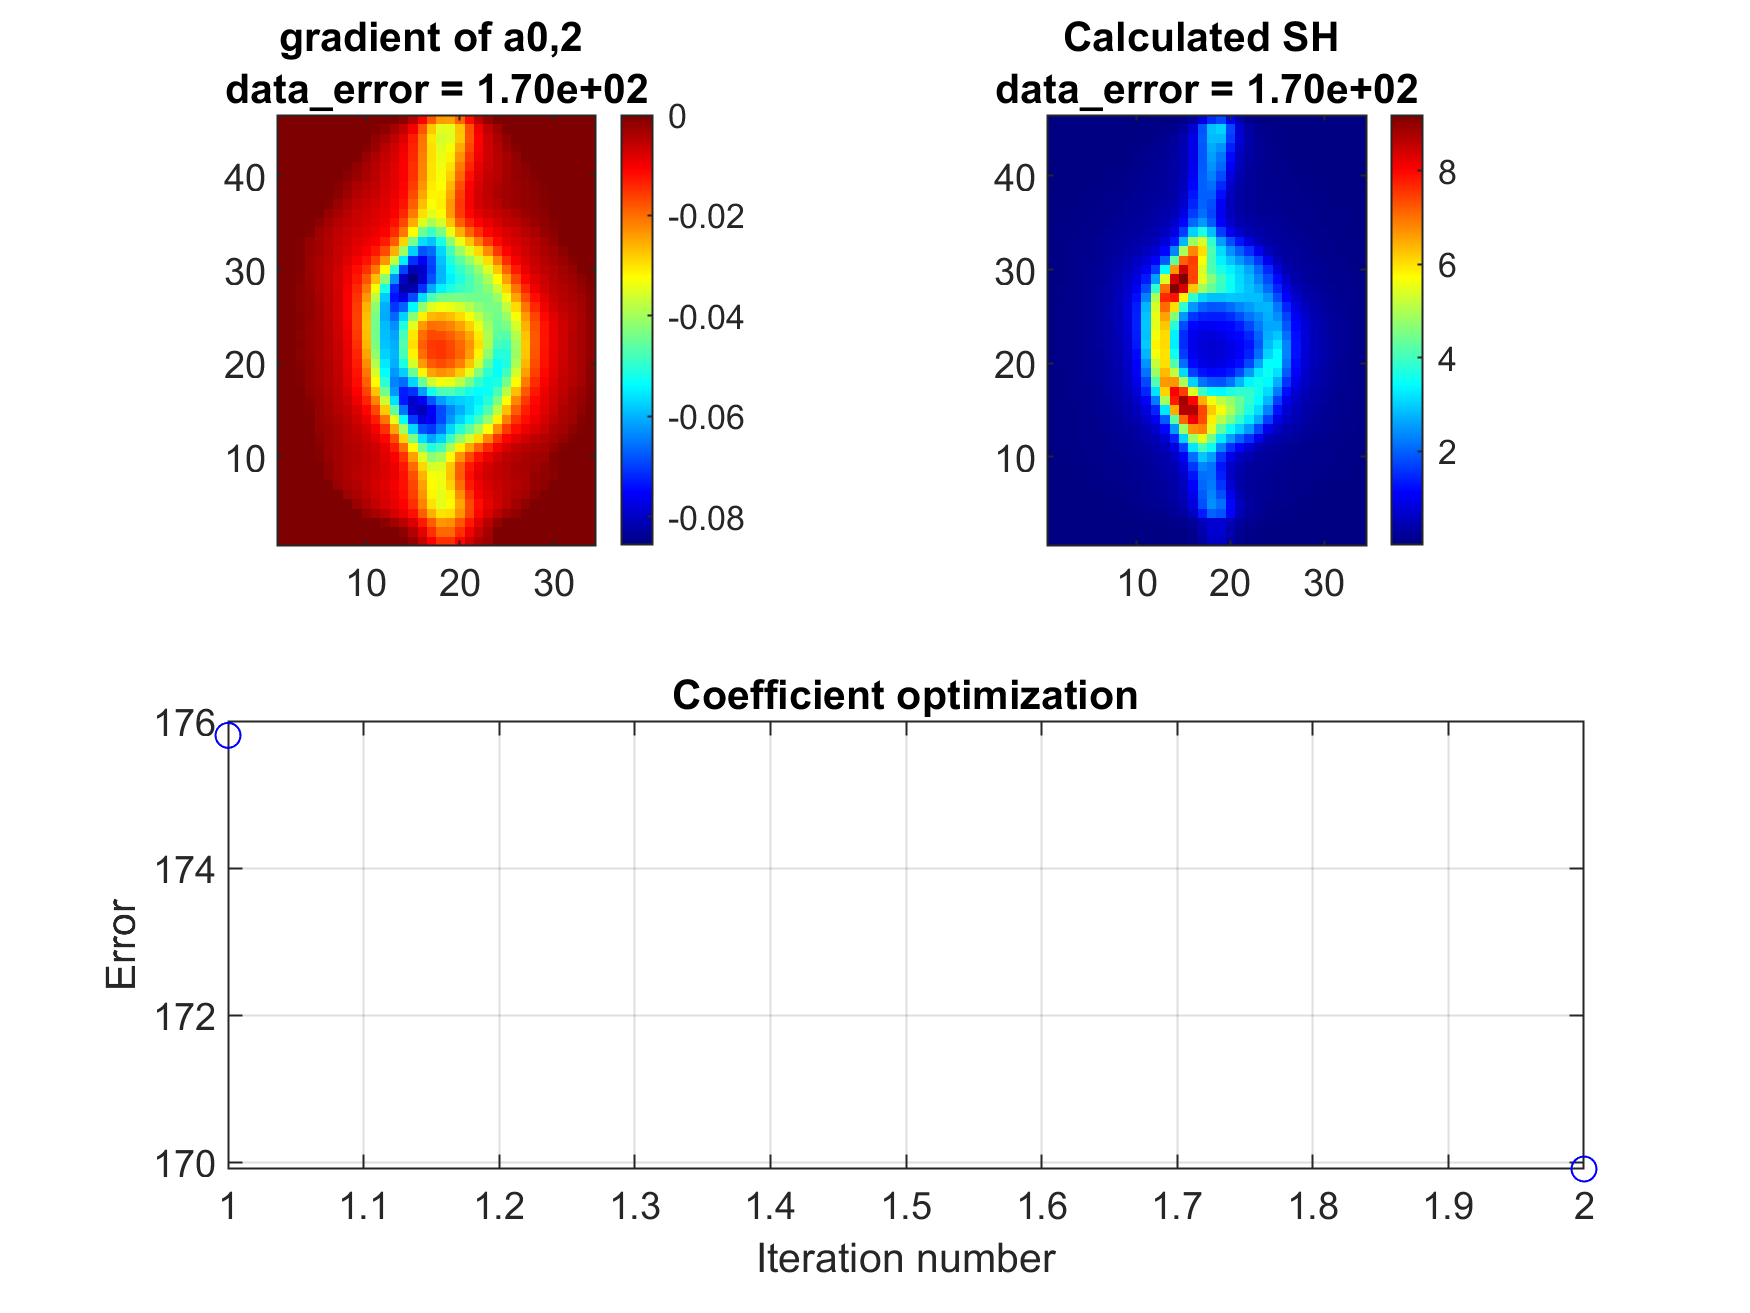 gradient of a0,2
data_error = 1.70e+02
0
-0.02
-0.04
-0.06
-0.08
40
30
20
10
10 20 30
Calculated SH
data_error = 1.70e+02
8
6
4
2
40
30
20
10
10 20 30
Coefficient optimization
176
174
172
170
Error
1 1.1 1.2 1.3 1.4 1.5 1.6 1.7 1.8 1.9 2
Iteration number